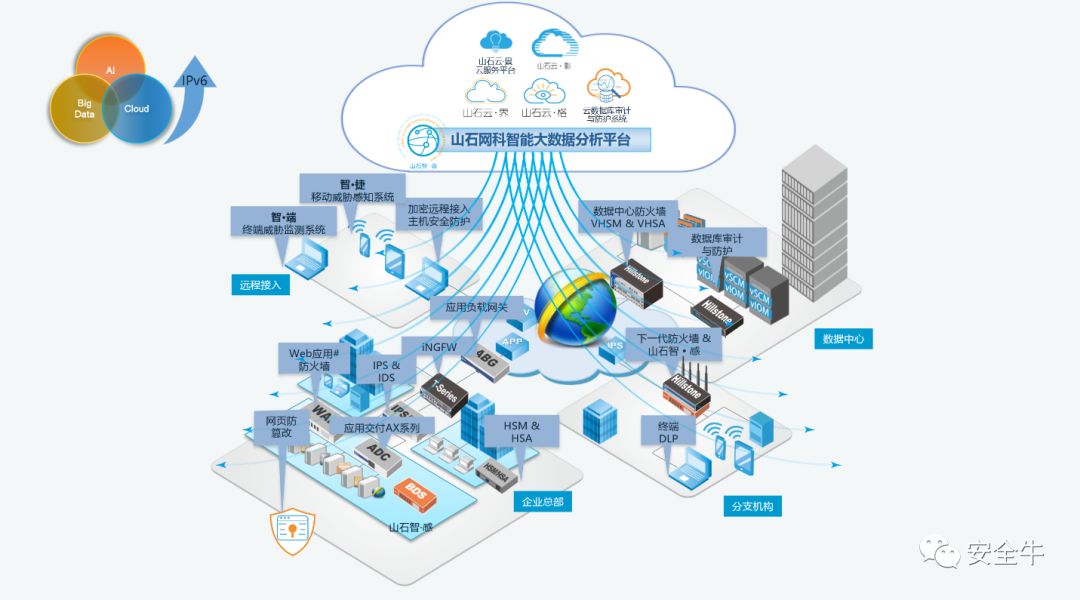 AI
Big
Data
Cloud
IPv6
山石云·景
云服务平台
山石云·影
山石云·界
山石云·格
云数据库审计
与防护系统
山石网科智能大数据分析平台
智•捷
移动威胁感知系统
智•端
终端威胁监测系统
加密远程接入
主机安全防护
远程接入
数据中心防火墙
VHSM & VHSA
数据库审计
与防护
Hillstone
Hillstone
vSCM
vIOM
vSCM
vIOM
vSCM
vIOM
数据中心
应用负载网关
APP
IPS
ABG
iNGFW
T-Series
Web应用#
防火墙
IPS &
IDS
IPS
网页防
篡改
应用交付AX系列
ADC
BDS
山石智·感
HSM &
HSA
HSM/HSA
企业总部
下一代防火墙 &
山石智·感
Hillstone
终端
DLP
分支机构
安全牛